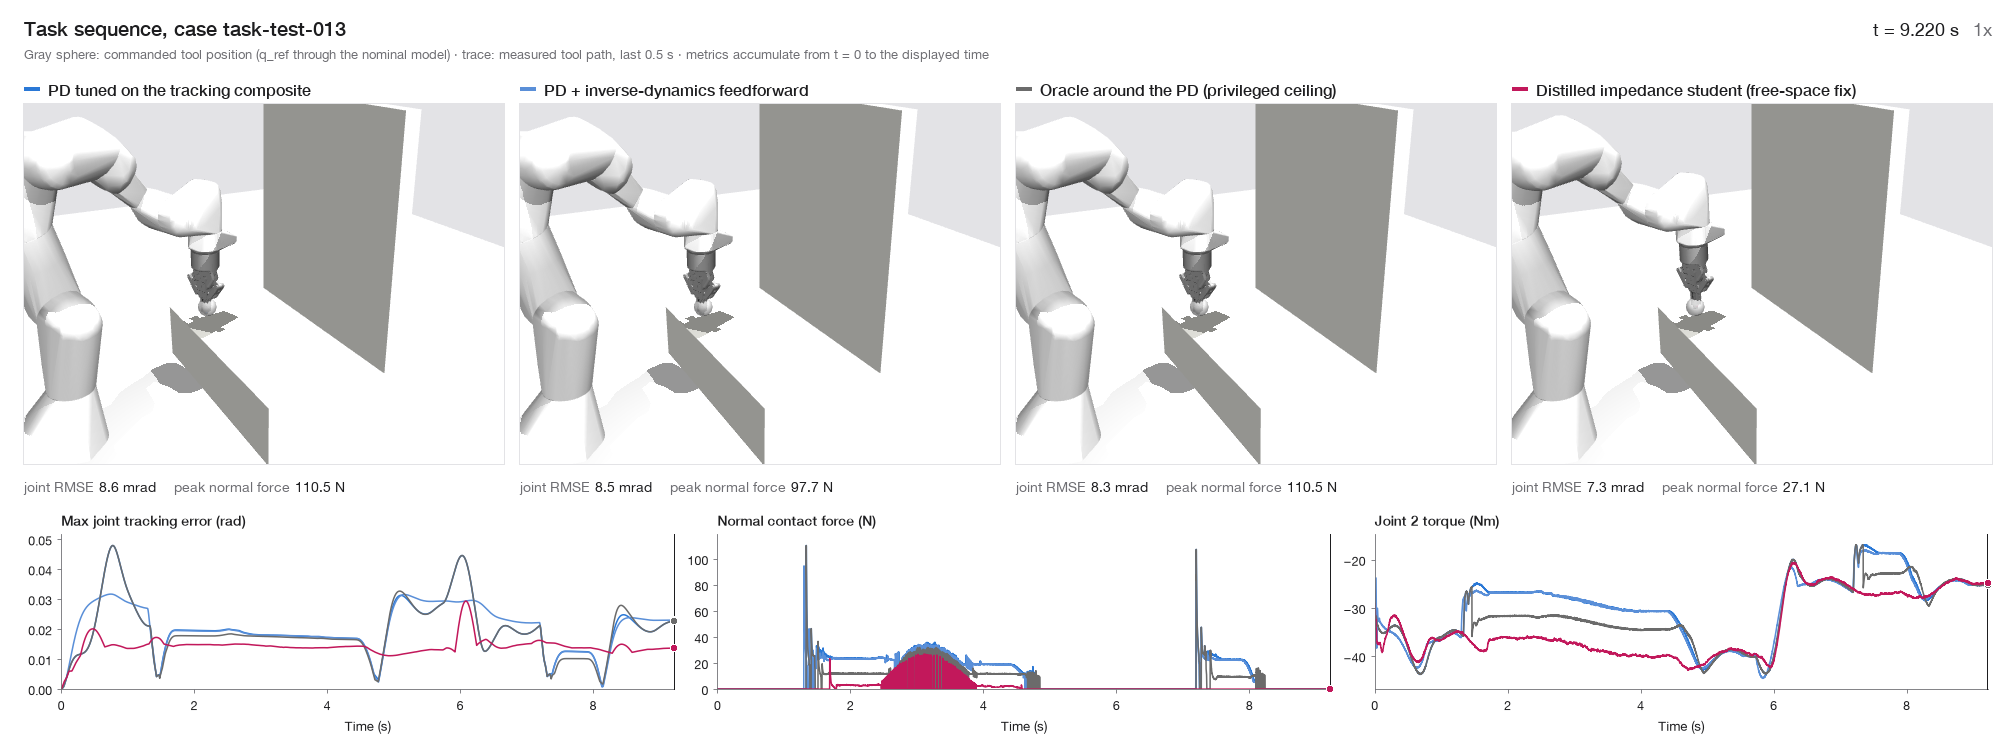 Task sequence, case task-test-013
t = 9.220 s 1x
Gray sphere: commanded tool position (q_ref through the nominal model) · trace: measured tool path, last 0.5 s · metrics accumulate from t = 0 to the displayed time
PD tuned on the tracking composite
PD + inverse-dynamics feedforward
Oracle around the PD (privileged ceiling)
Distilled impedance student (free-space fix)
joint RMSE 8.6 mrad peak normal force 110.5 N
joint RMSE 8.5 mrad peak normal force 97.7 N
joint RMSE 8.3 mrad peak normal force 110.5 N
joint RMSE 7.3 mrad peak normal force 27.1 N
Max joint tracking error (rad)
0.05
0.04
0.03
0.02
0.01
0.00
0 2 4 6 8
Time (s)
Normal contact force (N)
100
80
60
40
20
0
0 2 4 6 8
Time (s)
Joint 2 torque (Nm)
−20
−30
−40
0 2 4 6 8
Time (s)